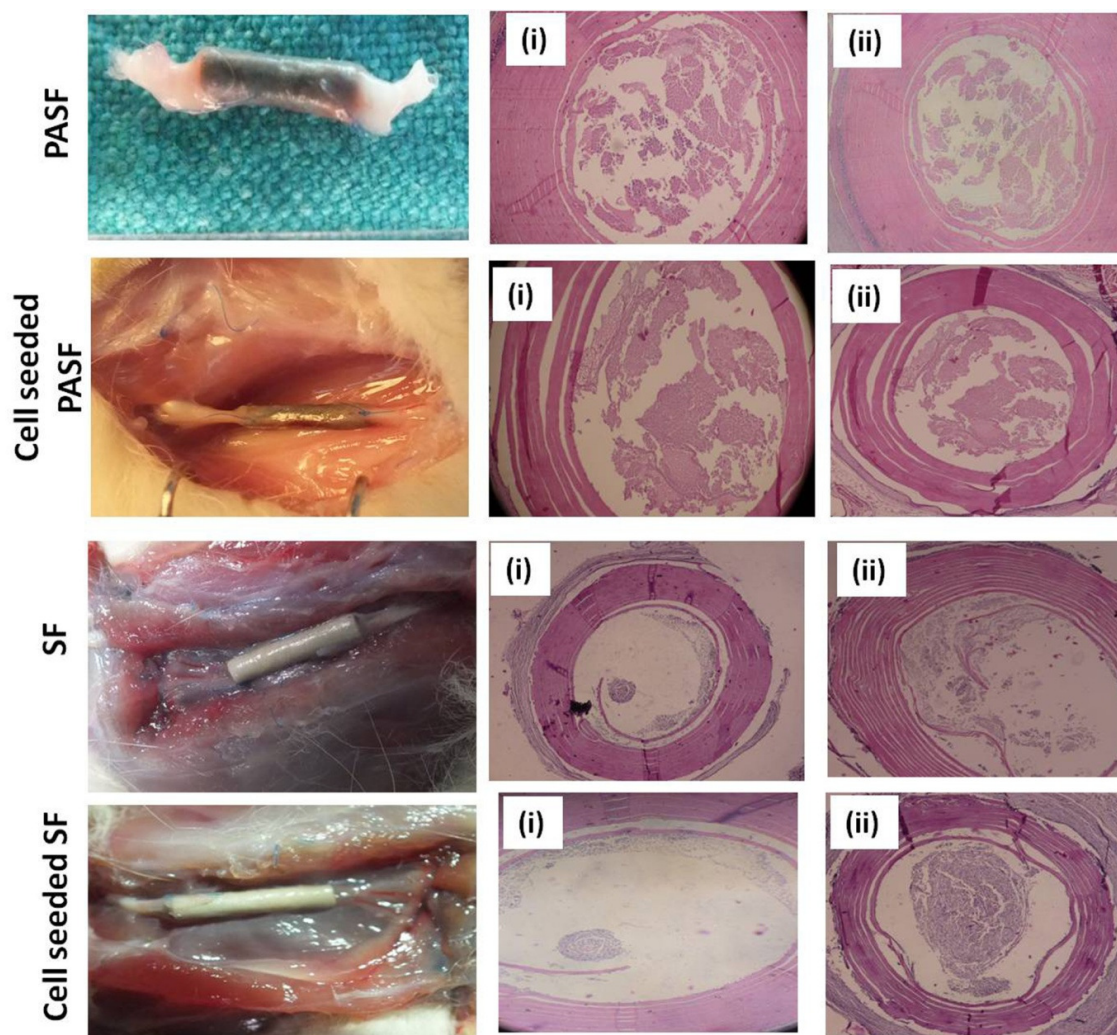 PASF
(i)
(ii)
Cell seeded
PASF
(i)
(ii)
SF
(i)
(ii)
Cell seeded SF
(i)
(ii)